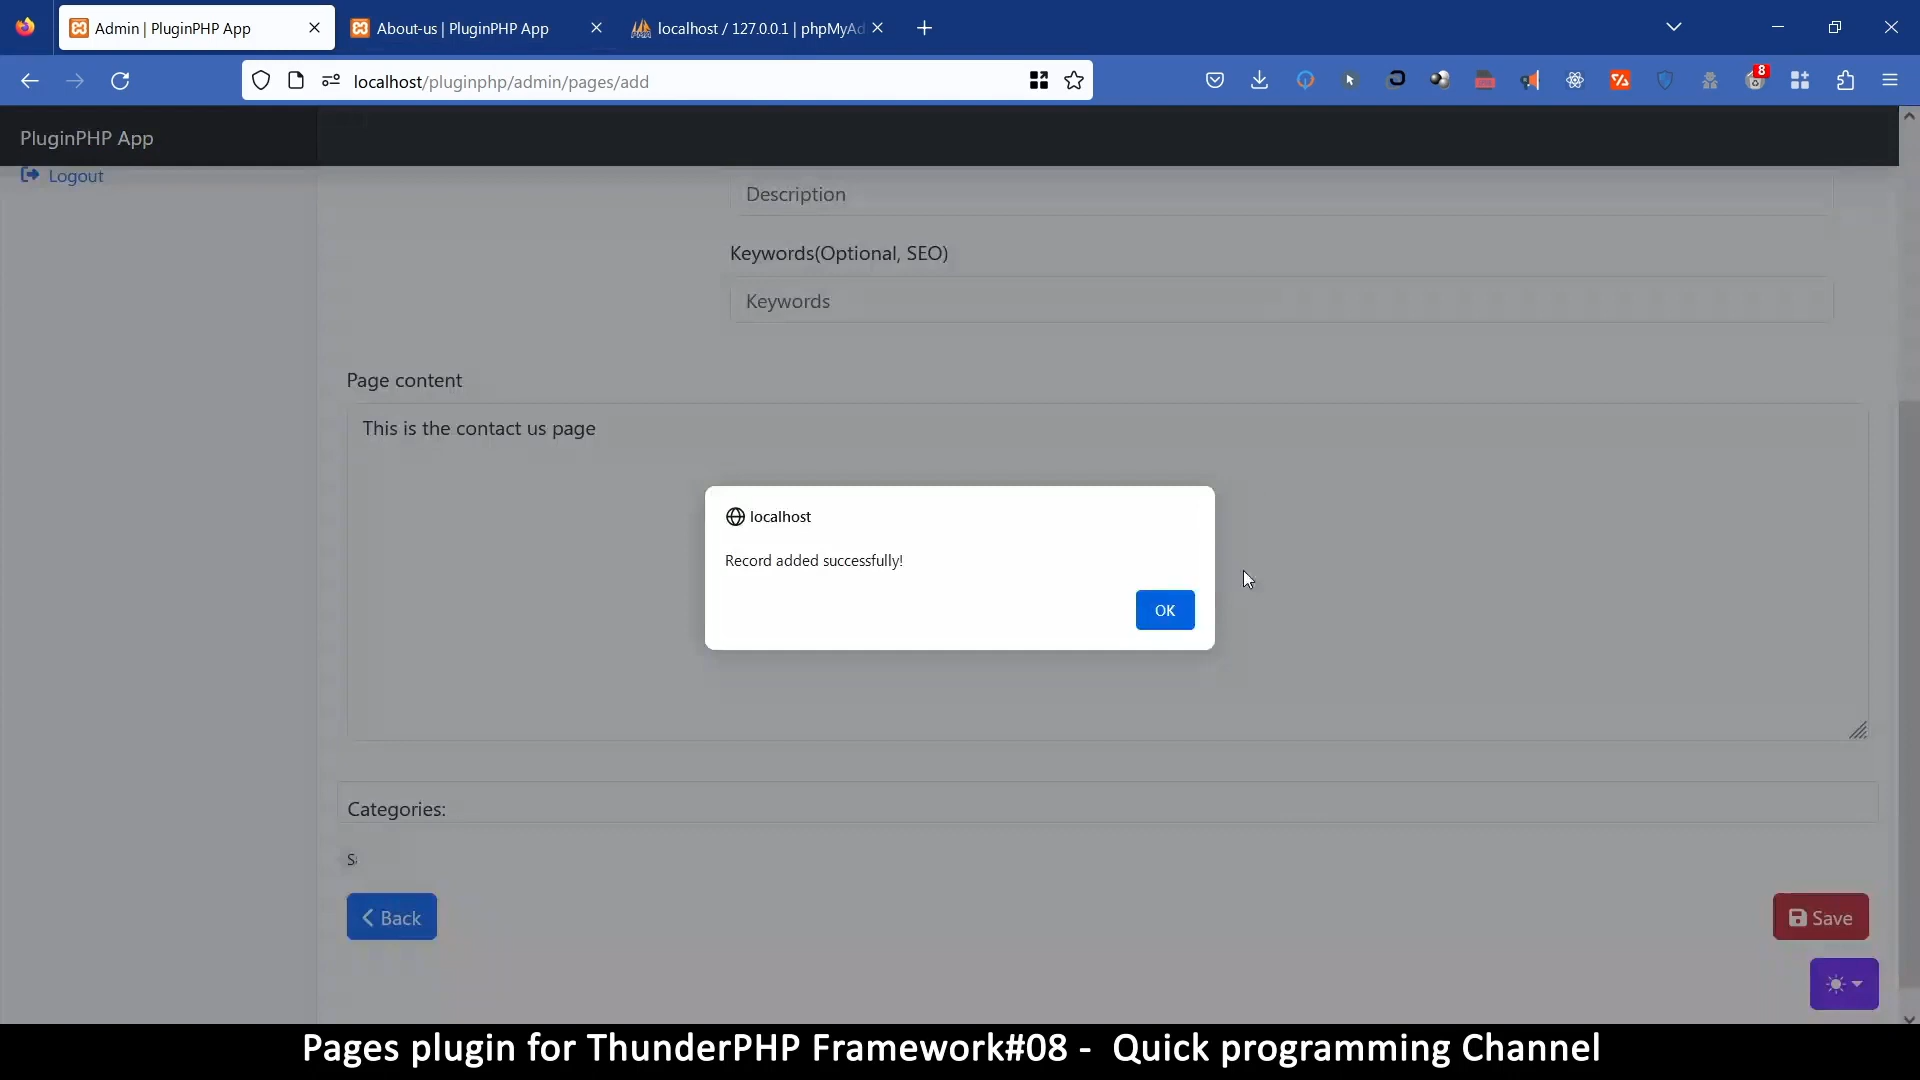 Admin | PluginPHP App
About-us | PluginPHP App
localhost / 127.0.0.1 | phpMyAd
localhost/pluginphp/admin/pages/add
8
PluginPHP App
Logout
Description
Keywords(Optional, SEO)
Keywords
Page content
This is the contact us page
localhost
Record added successfully!
OK
Categories:
Back
Save
Pages plugin for ThunderPHP Framework#08 - Quick programming Channel